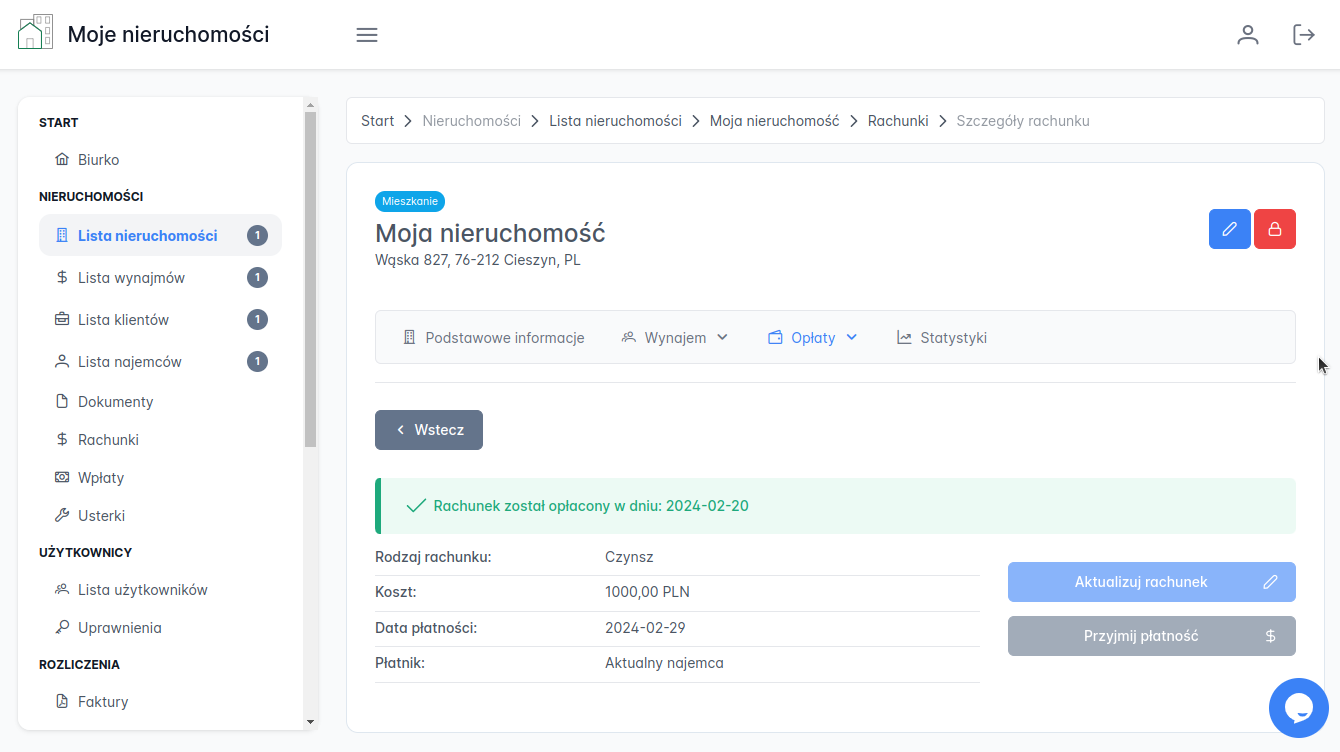 Moje nieruchomości
START
Biurko
NIERUCHOMOŚCI
Lista nieruchomości 1
Lista wynajmów 1
Lista klientów 1
Lista najemców 1
Dokumenty
Rachunki
Wpłaty
Usterki
UŻYTKOWNICY
Lista użytkowników
Uprawnienia
ROZLICZENIA
Faktury
Start > Nieruchomości > Lista nieruchomości > Moja nieruchomość > Rachunki > Szczegóły rachunku
Mieszkanie
Moja nieruchomość
Wąska 827, 76-212 Cieszyn, PL
Podstawowe informacje Wynajem Opłaty Statystyki
Wstecz
Rachunek został opłacony w dniu: 2024-02-20
Rodzaj rachunku: Czynsz
Koszt: 1000,00 PLN
Data płatności: 2024-02-29
Płatnik: Aktualny najemca
Aktualizuj rachunek
Przyjmij płatność $